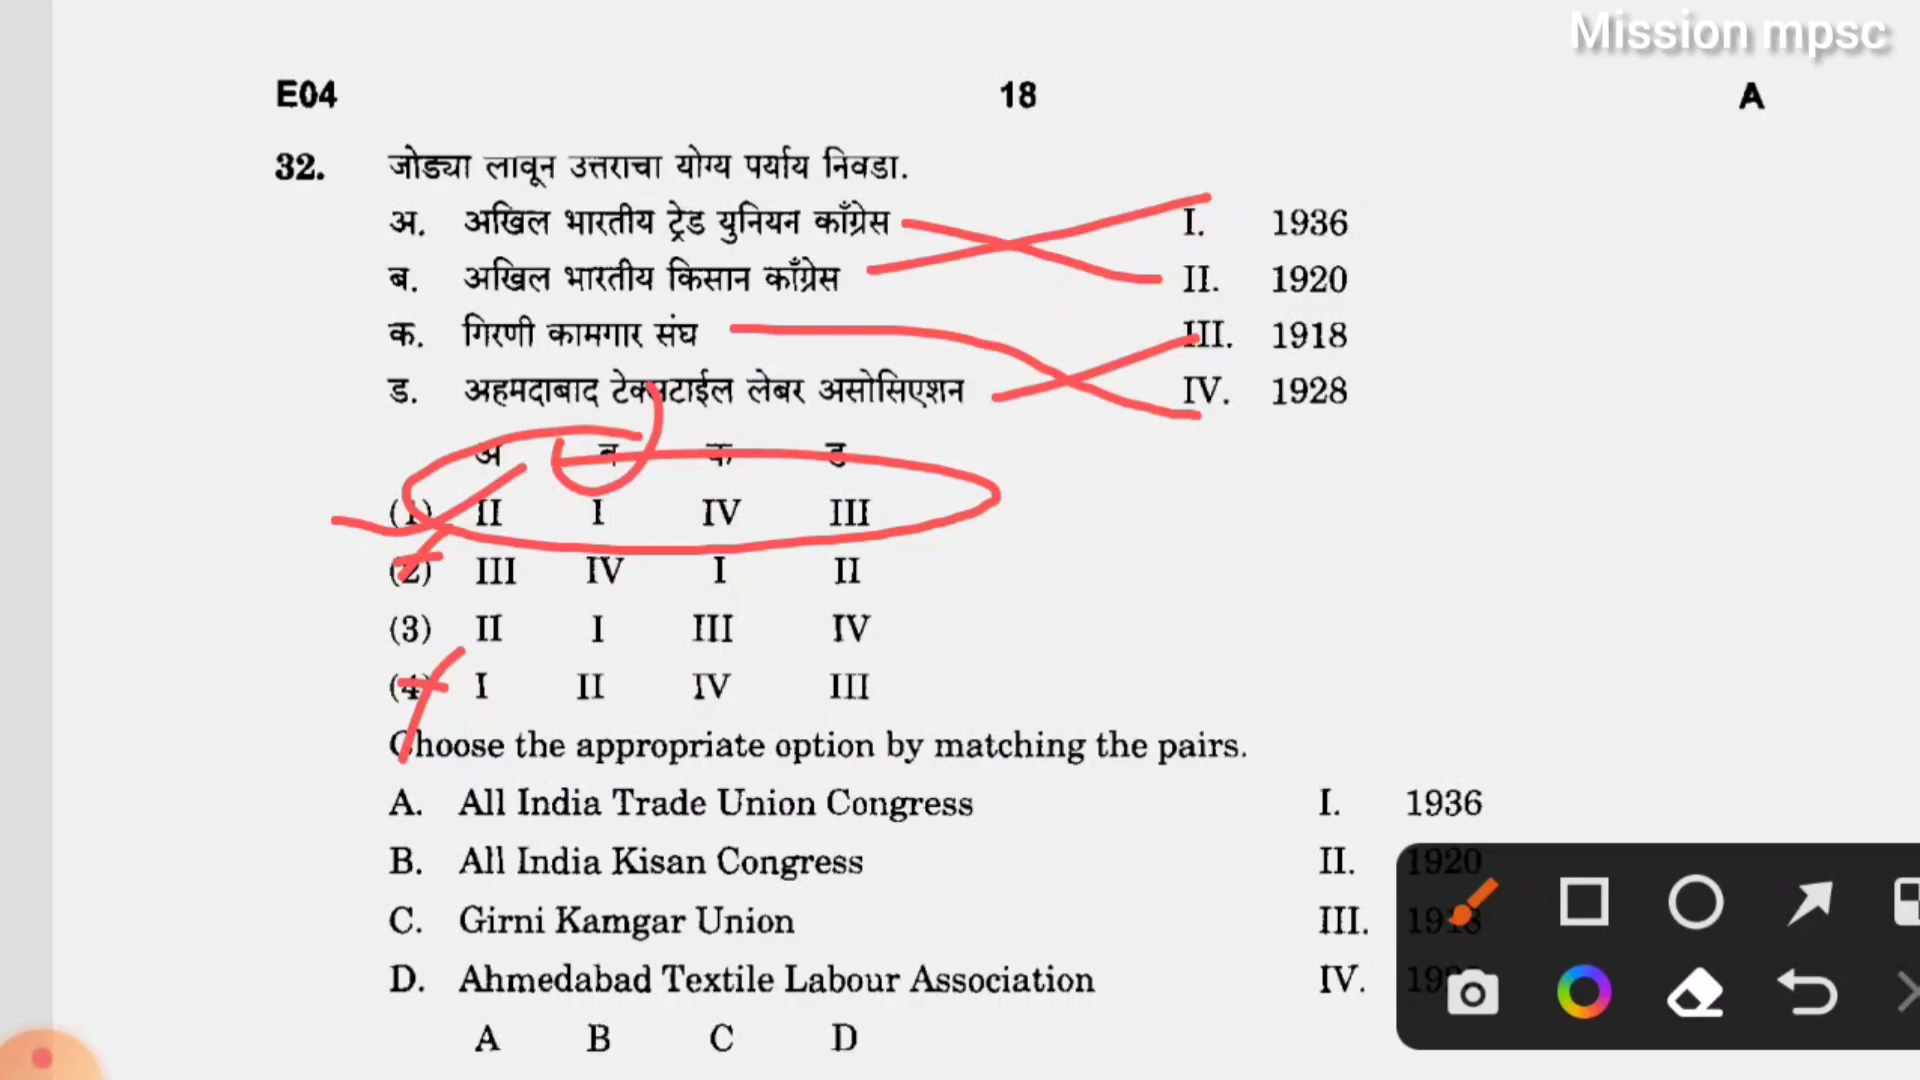 Mission mpsc
E04 18 A
32. जोड्या लावून उत्तराचा योग्य पर्याय निवडा.
अ. अखिल भारतीय ट्रेड युनियन काँग्रेस I. 1936
ब. अखिल भारतीय किसान काँग्रेस II. 1920
क. गिरणी कामगार संघ III. 1918
ड. अहमदाबाद टेक्सटाईल लेबर असोसिएशन IV. 1928
अ ब क ड
(1) II I IV III
(2) III IV I II
(3) II I III IV
(4) I II IV III
Choose the appropriate option by matching the pairs.
A. All India Trade Union Congress I. 1936
B. All India Kisan Congress II. 1920
C. Girni Kamgar Union III. 1918
D. Ahmedabad Textile Labour Association IV.
A B C D